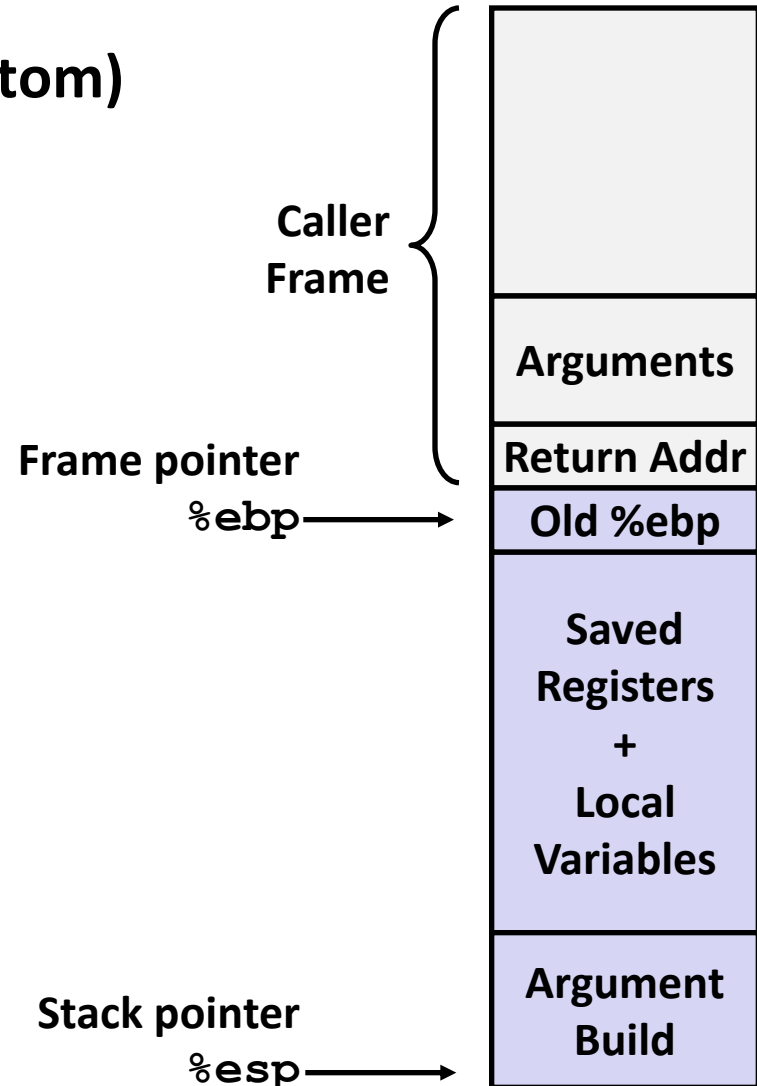 tom)
Caller
Frame
Arguments
Frame pointer
%ebp
Return Addr
Old %ebp
Saved
Registers
+
Local
Variables
Argument
Build
Stack pointer
%esp